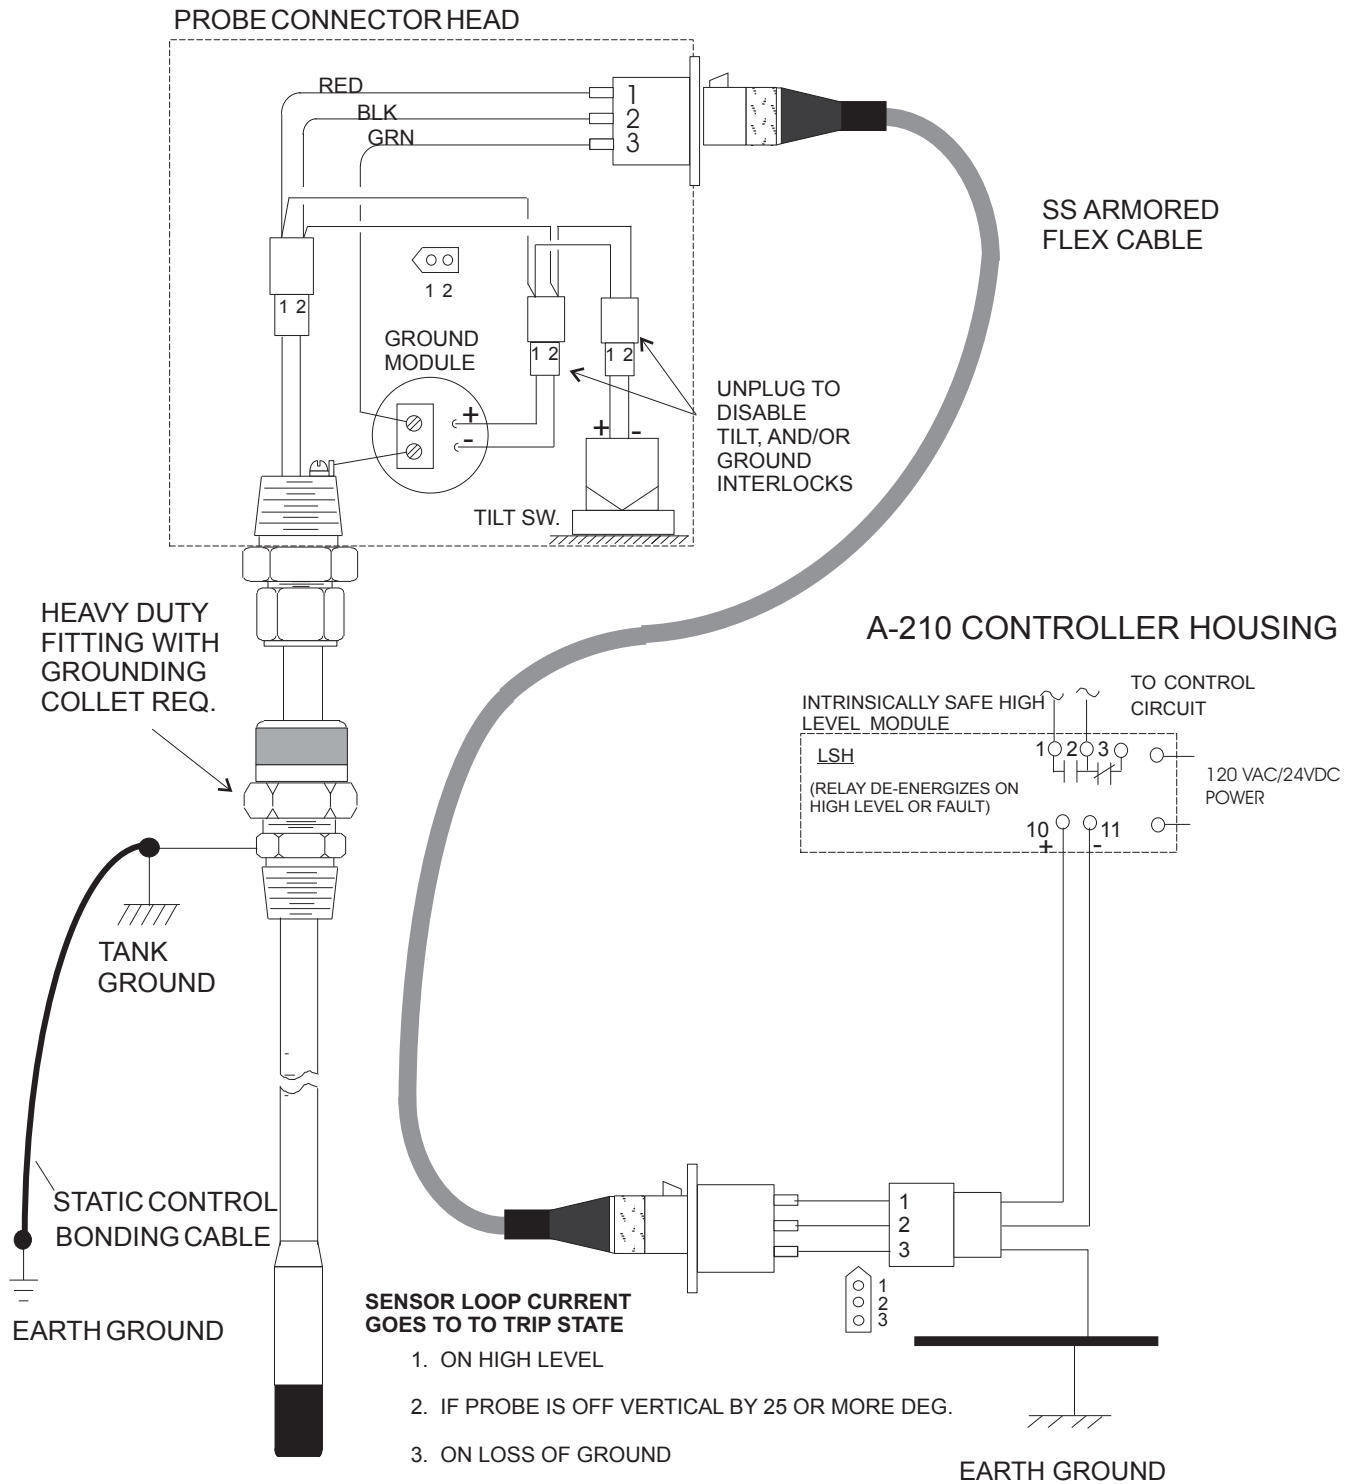 PROBE CONNECTOR HEAD
RED
BLK
GRN
1
2
3
SS ARMORED
FLEX CABLE
1 2
1 2
GROUND
MODULE
1 2
1 2
+
-
+ -
UNPLUG TO
DISABLE
TILT, AND/OR
GROUND
INTERLOCKS
TILT SW.
HEAVY DUTY
FITTING WITH
GROUNDING
COLLET REQ.
A-210 CONTROLLER HOUSING
INTRINSICALLY SAFE HIGH
LEVEL MODULE
TO CONTROL
CIRCUIT
LSH
1 2 3
(RELAY DE-ENERGIZES ON
HIGH LEVEL OR FAULT)
120 VAC/24VDC
POWER
10 11
+ -
TANK
GROUND
STATIC CONTROL
BONDING CABLE
EARTH GROUND
1
2
3
1
2
3
SENSOR LOOP CURRENT
GOES TO TO TRIP STATE
1. ON HIGH LEVEL
2. IF PROBE IS OFF VERTICAL BY 25 OR MORE DEG.
3. ON LOSS OF GROUND
EARTH GROUND